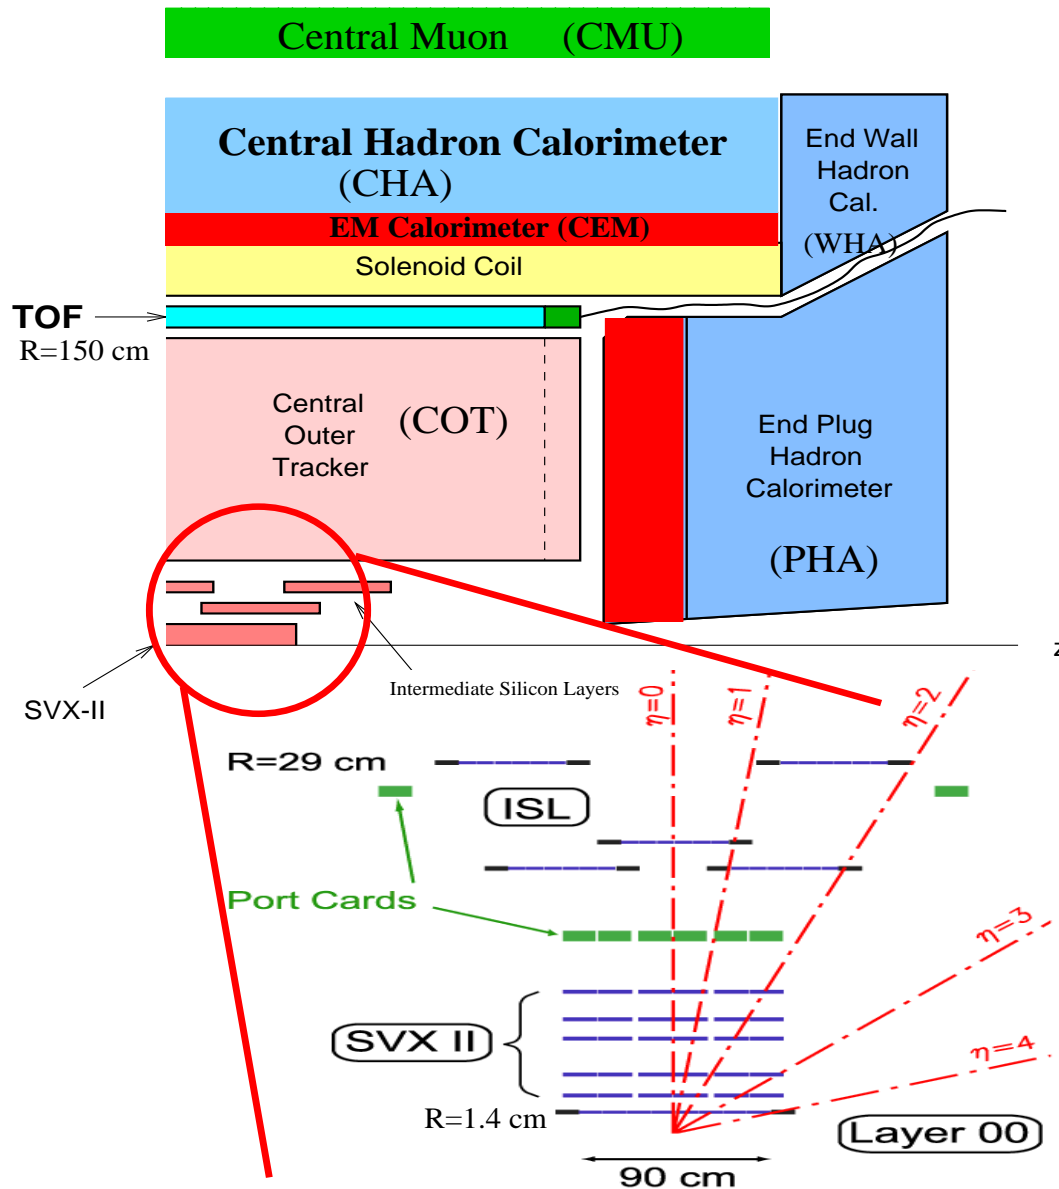 Central Muon (CMU)
Central Hadron Calorimeter
(CHA)
End Wall
Hadron
Cal.
(WHA)
EM Calorimeter (CEM)
Solenoid Coil
TOF
R=150 cm
Central
Outer
Tracker
(COT)
End Plug
Hadron
Calorimeter
(PHA)
z
SVX-II
Intermediate Silicon Layers
η=0
η=1
η=2
R=29 cm
ISL
Port Cards
η=3
SVX II
η=4
R=1.4 cm
Layer 00
90 cm